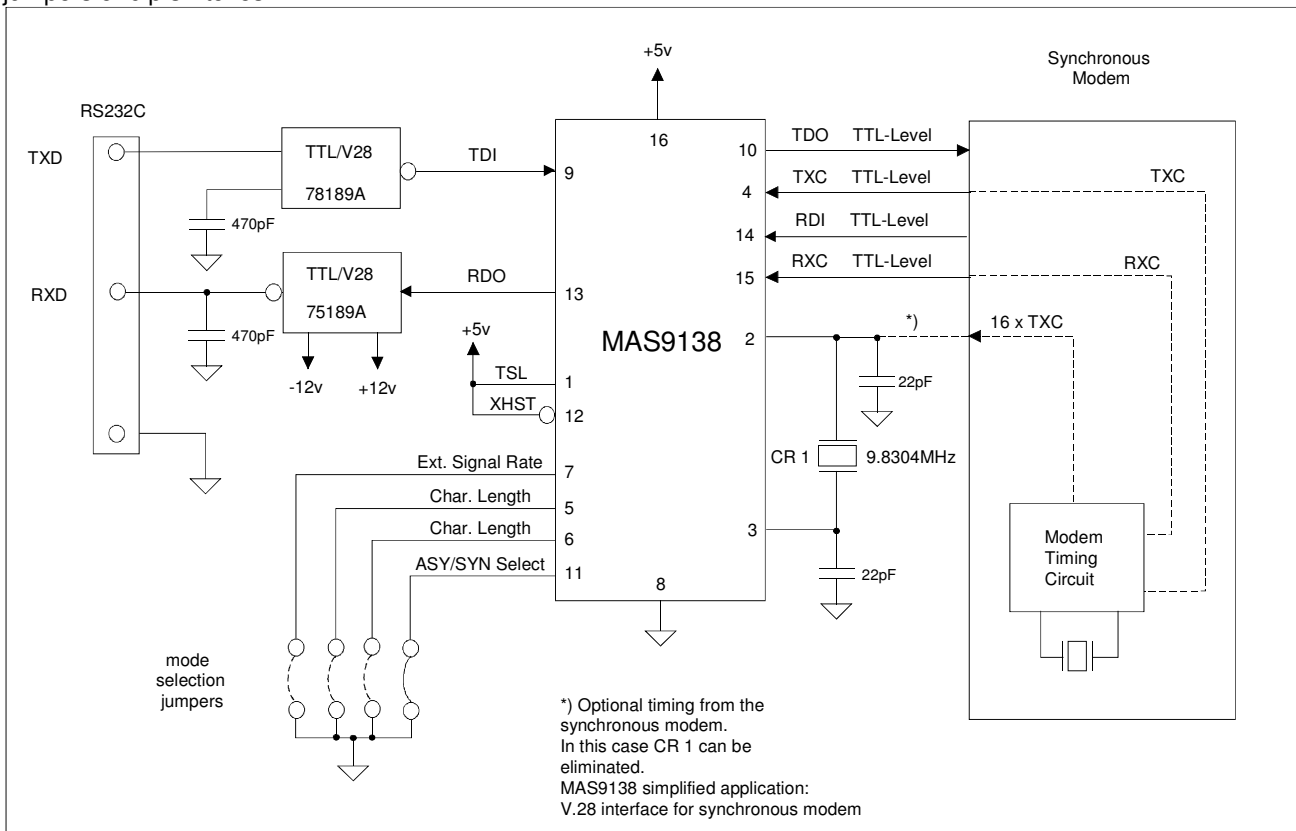 +5v
Synchronous
Modem
RS232C
TXD
TTL/V28
78189A
TDI
9
16
10
TDO TTL-Level
4
TXC TTL-Level
TXC
470pF
14
RDI TTL-Level
15
RXC TTL-Level
RXC
RXD
TTL/V28
75189A
RDO
13
470pF
-12v
+12v
+5v
MAS9138
2
*)
16 x TXC
TSL
1
XHST
12
22pF
CR 1
9.8304MHz
Ext. Signal Rate
7
Char. Length
5
Char. Length
6
ASY/SYN Select
11
3
22pF
8
Modem
Timing
Circuit
mode
selection
jumpers
*) Optional timing from the
synchronous modem.
In this case CR 1 can be
eliminated.
MAS9138 simplified application:
V.28 interface for synchronous modem